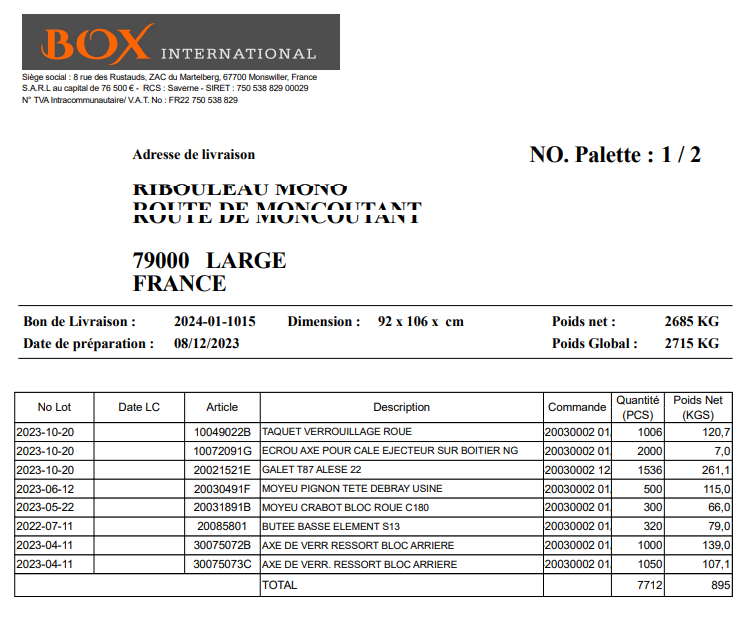 BOX INTERNATIONAL
Siège social : 8 rue des Rustauds, ZAC du Martelberg, 67700 Monswiller, France
S.A.R.L au capital de 76 500 € - RCS : Saverne - SIRET : 750 538 829 00029
N° TVA Intracommunautaire/ V.A.T. No : FR22 750 538 829
Adresse de livraison
NO. Palette : 1 / 2
RIBOULEAU MONO
ROUTE DE MONCOUTANT
79000 LARGE
FRANCE
Bon de Livraison : 2024-01-1015 Dimension : 92 x 106 x cm Poids net : 2685 KG
Date de préparation : 08/12/2023 Poids Global : 2715 KG
No Lot Date LC Article Description Commande Quantité (PCS) Poids Net (KGS)
2023-10-20 10049022B TAQUET VERROUILLAGE ROUE 20030002 01 1006 120,7
2023-10-20 10072091G ECROU AXE POUR CALE EJECTEUR SUR BOITIER NG 20030002 01 2000 7,0
2023-10-20 20021521E GALET T87 ALESE 22 20030002 12 1536 261,1
2023-06-12 20030491F MOYEU PIGNON TETE DEBRAY USINE 20030002 01 500 115,0
2023-05-22 20031891B MOYEU CRABOT BLOC ROUE C180 20030002 01 300 66,0
2022-07-11 20085801 BUTEE BASSE ELEMENT S13 20030002 01 320 79,0
2023-04-11 30075072B AXE DE VERR RESSORT BLOC ARRIERE 20030002 01 1000 139,0
2023-04-11 30075073C AXE DE VERR. RESSORT BLOC ARRIERE 20030002 01 1050 107,1
TOTAL 7712 895